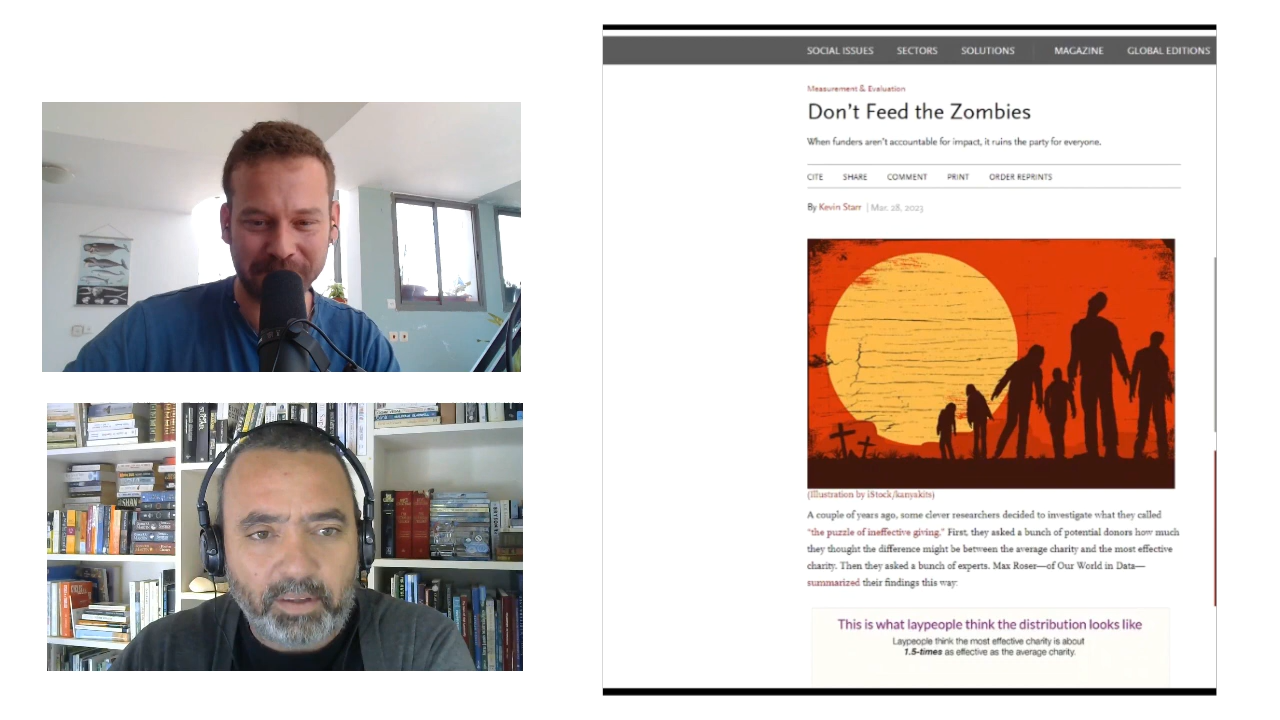 SOCIAL ISSUES SECTORS SOLUTIONS MAGAZINE GLOBAL EDITIONS
Measurement & Evaluation
Don't Feed the Zombies
When funders aren't accountable for impact, it ruins the party for everyone.
CITE SHARE COMMENT PRINT ORDER REPRINTS
By Kevin Starr | Mar. 28, 2023
(Illustration by iStock/kanyakits)
A couple of years ago, some clever researchers decided to investigate what they called
“the puzzle of ineffective giving.” First, they asked a bunch of potential donors how much
they thought the difference might be between the average charity and the most effective
charity. Then they asked a bunch of experts. Max Roser—of Our World in Data—
summarized their findings this way:
This is what laypeople think the distribution looks like
Laypeople think the most effective charity is about
1.5-times as effective as the average charity.